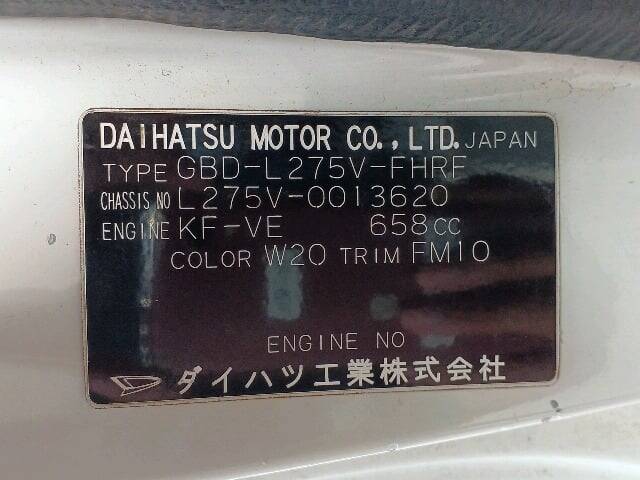 DAIHATSU MOTOR CO.,LTD. JAPAN
TYPE GBD-L275V-FHRF
CHASSIS NO L275V-0013620
ENGINE KF-VE 658CC
COLOR W20 TRIM FM10
ENGINE NO
ダイハツ工業株式会社